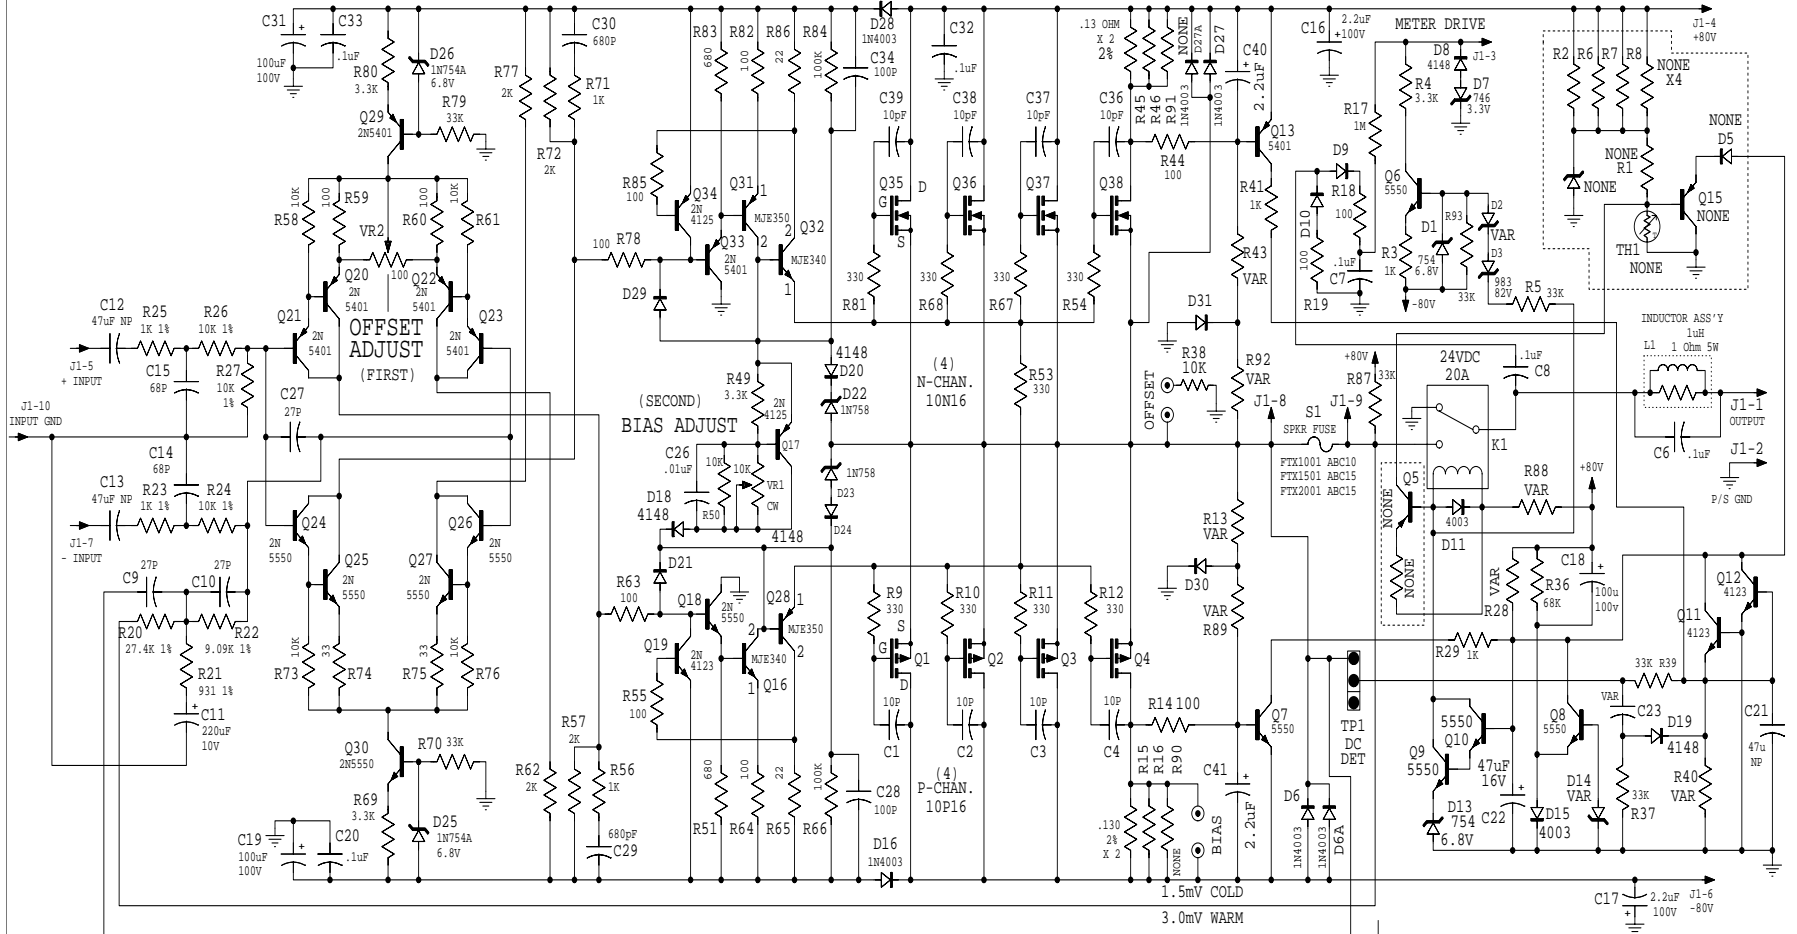 C31
100uF
100V
C33
.1uF
R80
3.3K
D26
1N754A
6.8V
R79
33K
Q29
2N5401
R77
2K
R72
2K
C30
680P
R71
1K
R83
680
R82
100
R86
22
R84
100K
D28
1N4003
C34
100P
C32
.1uF
C39
10pF
C38
10pF
C37
10pF
C36
10pF
.13 OHM
X 2
2%
R45
R46
R91
NONE
D27A
1N4003
D27
1N4003
C40
2.2uF
C16
2.2uF
100V
METER DRIVE
D8
4148
J1-3
D7
746
3.3V
R4
3.3K
R17
1M
R2
R6
R7
R8
NONE
X4
J1-4
+80V
NONE
D5
NONE
R1
NONE
Q15
NONE
TH1
NONE
R58
10K
R59
100
R60
100
R61
10K
VR2
100
Q20
2N
5401
Q22
2N
5401
Q21
2N
5401
Q23
2N
5401
OFFSET
ADJUST
(FIRST)
R85
100
Q34
2N
4125
Q31
MJE350
1
2
Q33
2N
5401
Q32
MJE340
2
1
100 R78
D29
Q35
D
G
S
Q36
Q37
Q38
330
R81
330
R68
330
R67
330
R54
R44
100
Q13
5401
R41
1K
R43
VAR
D9
D10
R18
100
.1uF
C7
100
R19
Q6
5550
D1
754
6.8V
R93
33K
D2
VAR
D3
983
82V
R3
1K
-80V
R5
33K
C12
47uF NP
R25
1K 1%
R26
10K 1%
J1-5
+ INPUT
C15
68P
R27
10K
1%
C27
27P
J1-10
INPUT GND
C14
68P
C13
47uF NP
R23
1K 1%
R24
10K 1%
J1-7
- INPUT
(SECOND)
BIAS ADJUST
R49
3.3K
2N
4125
Q17
C26
.01uF
10K
R50
10K
VR1
CW
4148
D20
D22
1N758
1N758
D23
D24
D18
4148
4148
(4)
N-CHAN.
10N16
R53
330
D31
R38
10K
OFFSET
R92
VAR
J1-8
S1
SPKR FUSE
J1-9
FTX1001 ABC10
FTX1501 ABC15
FTX2001 ABC15
+80V
R87
33K
24VDC
20A
K1
.1uF
C8
INDUCTOR ASS'Y
1uH
L1
1 Ohm 5W
J1-1
OUTPUT
C6
.1uF
J1-2
P/S GND
Q5
NONE
NONE
4003
D11
R88
VAR
+80V
R13
VAR
D30
VAR
R89
27P
C9
27P
C10
R20
27.4K 1%
R22
9.09K 1%
R21
931 1%
C11
220uF
10V
Q24
2N
5550
Q26
2N
5550
Q25
2N
5550
Q27
2N
5550
R73
10K
R74
33
R75
33
R76
10K
Q30
2N5550
R70
33K
R69
3.3K
D25
1N754A
6.8V
C19
100uF
100V
C20
.1uF
R63
100
D21
Q18
2N
5550
Q19
2N
4123
MJE340
2
1
Q16
Q28
1
MJE350
2
R55
100
R57
2K
R62
2K
R56
1K
680pF
C29
680
R51
100
R64
22
R65
100K
R66
C28
100P
D16
1N4003
R9
330
R10
330
R11
330
R12
330
S
G
D
Q1
Q2
Q3
Q4
10P
C1
10P
C2
10P
C3
10P
C4
(4)
P-CHAN.
10P16
R14 100
R15
R16
R90
.130
2%
X 2
NONE
BIAS
1.5mV COLD
3.0mV WARM
C41
2.2uF
Q7
5550
D6
1N4003
D6A
1N4003
TP1
DC
DET
R29
1K
VAR
R28
R36
68K
C18
100u
100v
Q12
4123
Q11
4123
33K R39
VAR
C23
D19
4148
R40
VAR
33K
R37
C21
47u
NP
Q9
5550
5550
Q10
Q8
5550
47uF
16V
C22
D13
754
6.8V
D15
4003
D14
VAR
C17
2.2uF
100V
J1-6
-80V